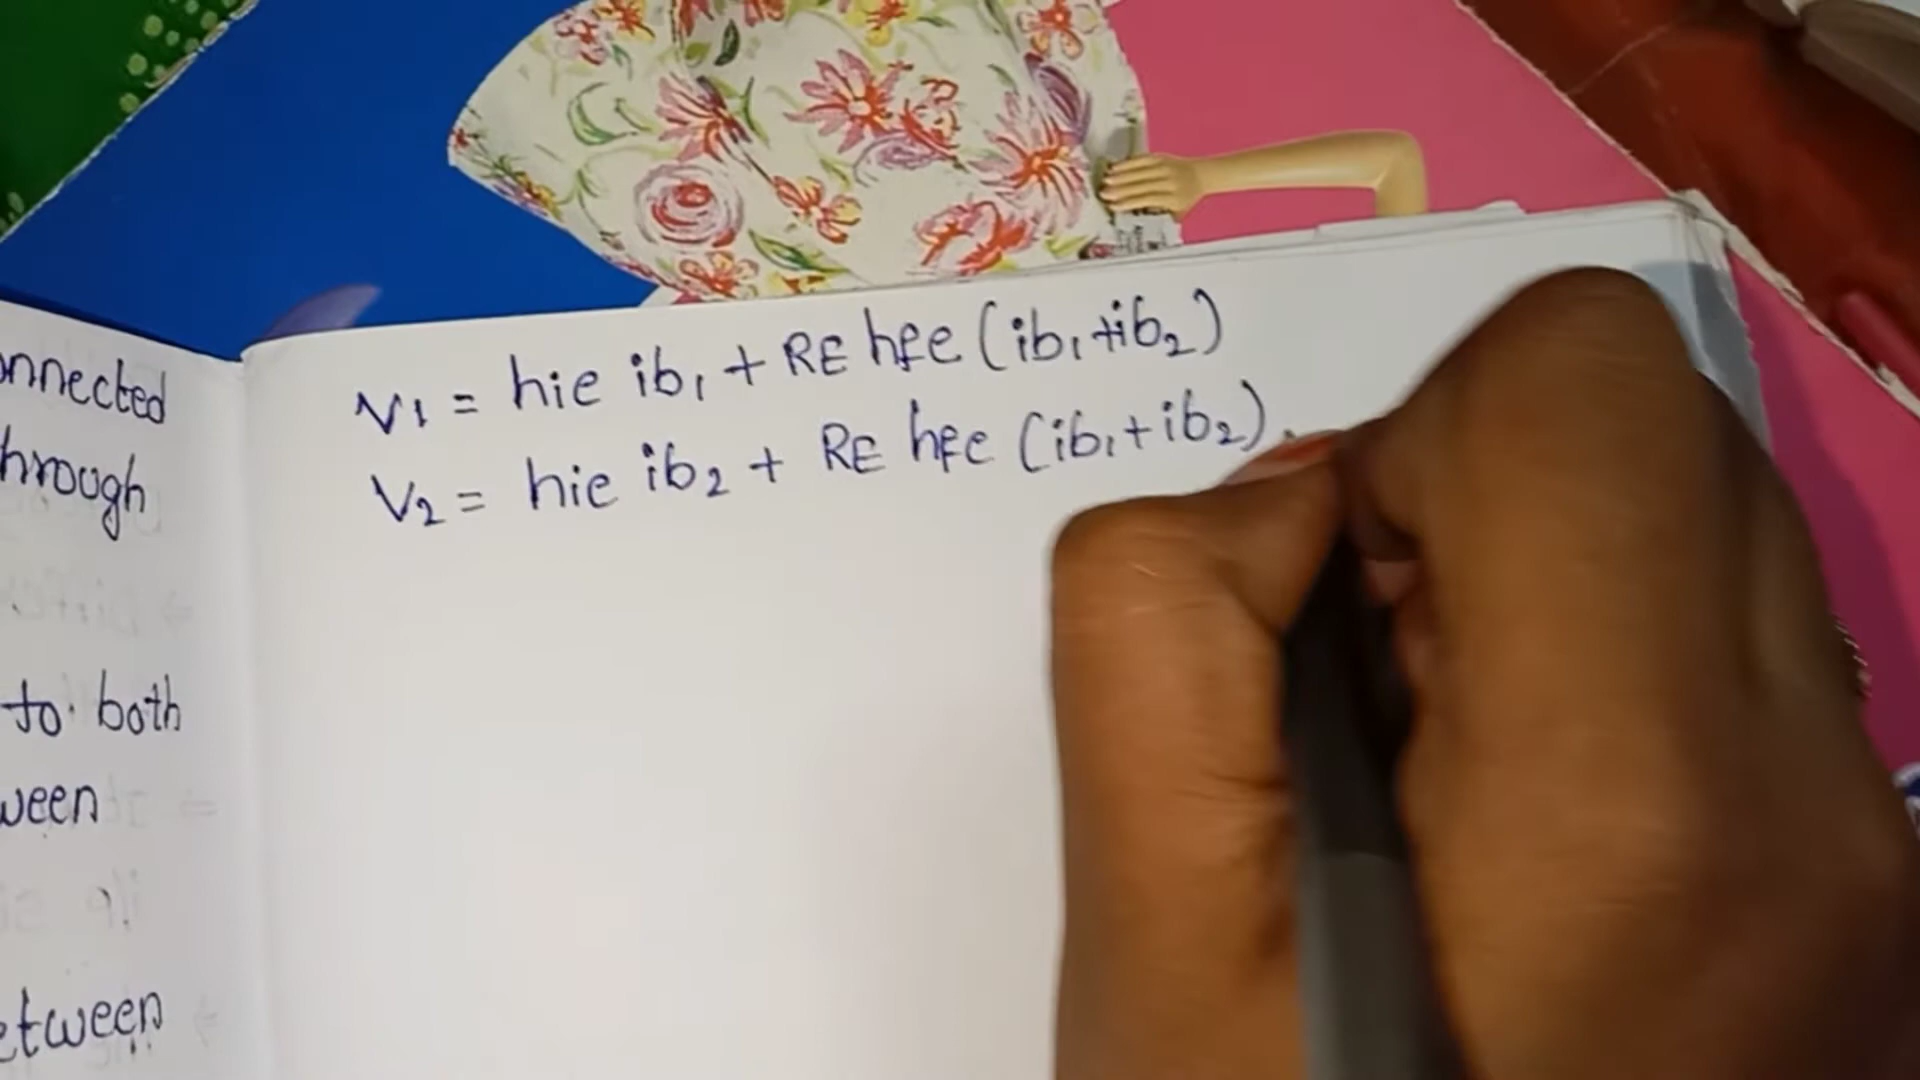 onnected
hrough
to both
ween
etween
V1 = hie ib1 + RE hfe (ib1+ib2)
V2 = hie ib2 + RE hfe (ib1+ib2).